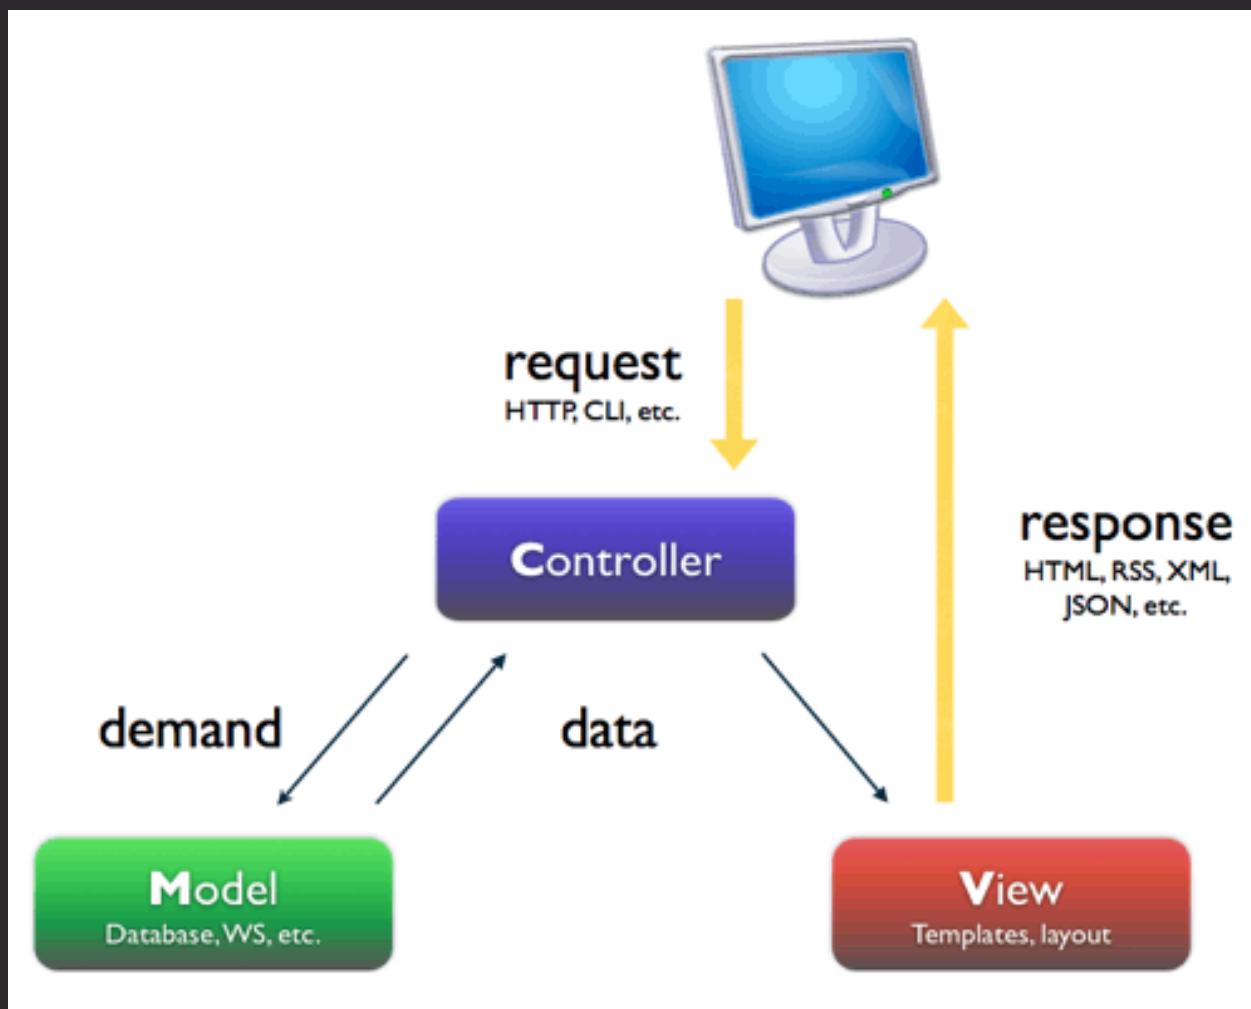 request
HTTP, CLI, etc.
Controller
response
HTML, RSS, XML,
JSON, etc.
demand
data
Model
Database, WS, etc.
View
Templates, layout